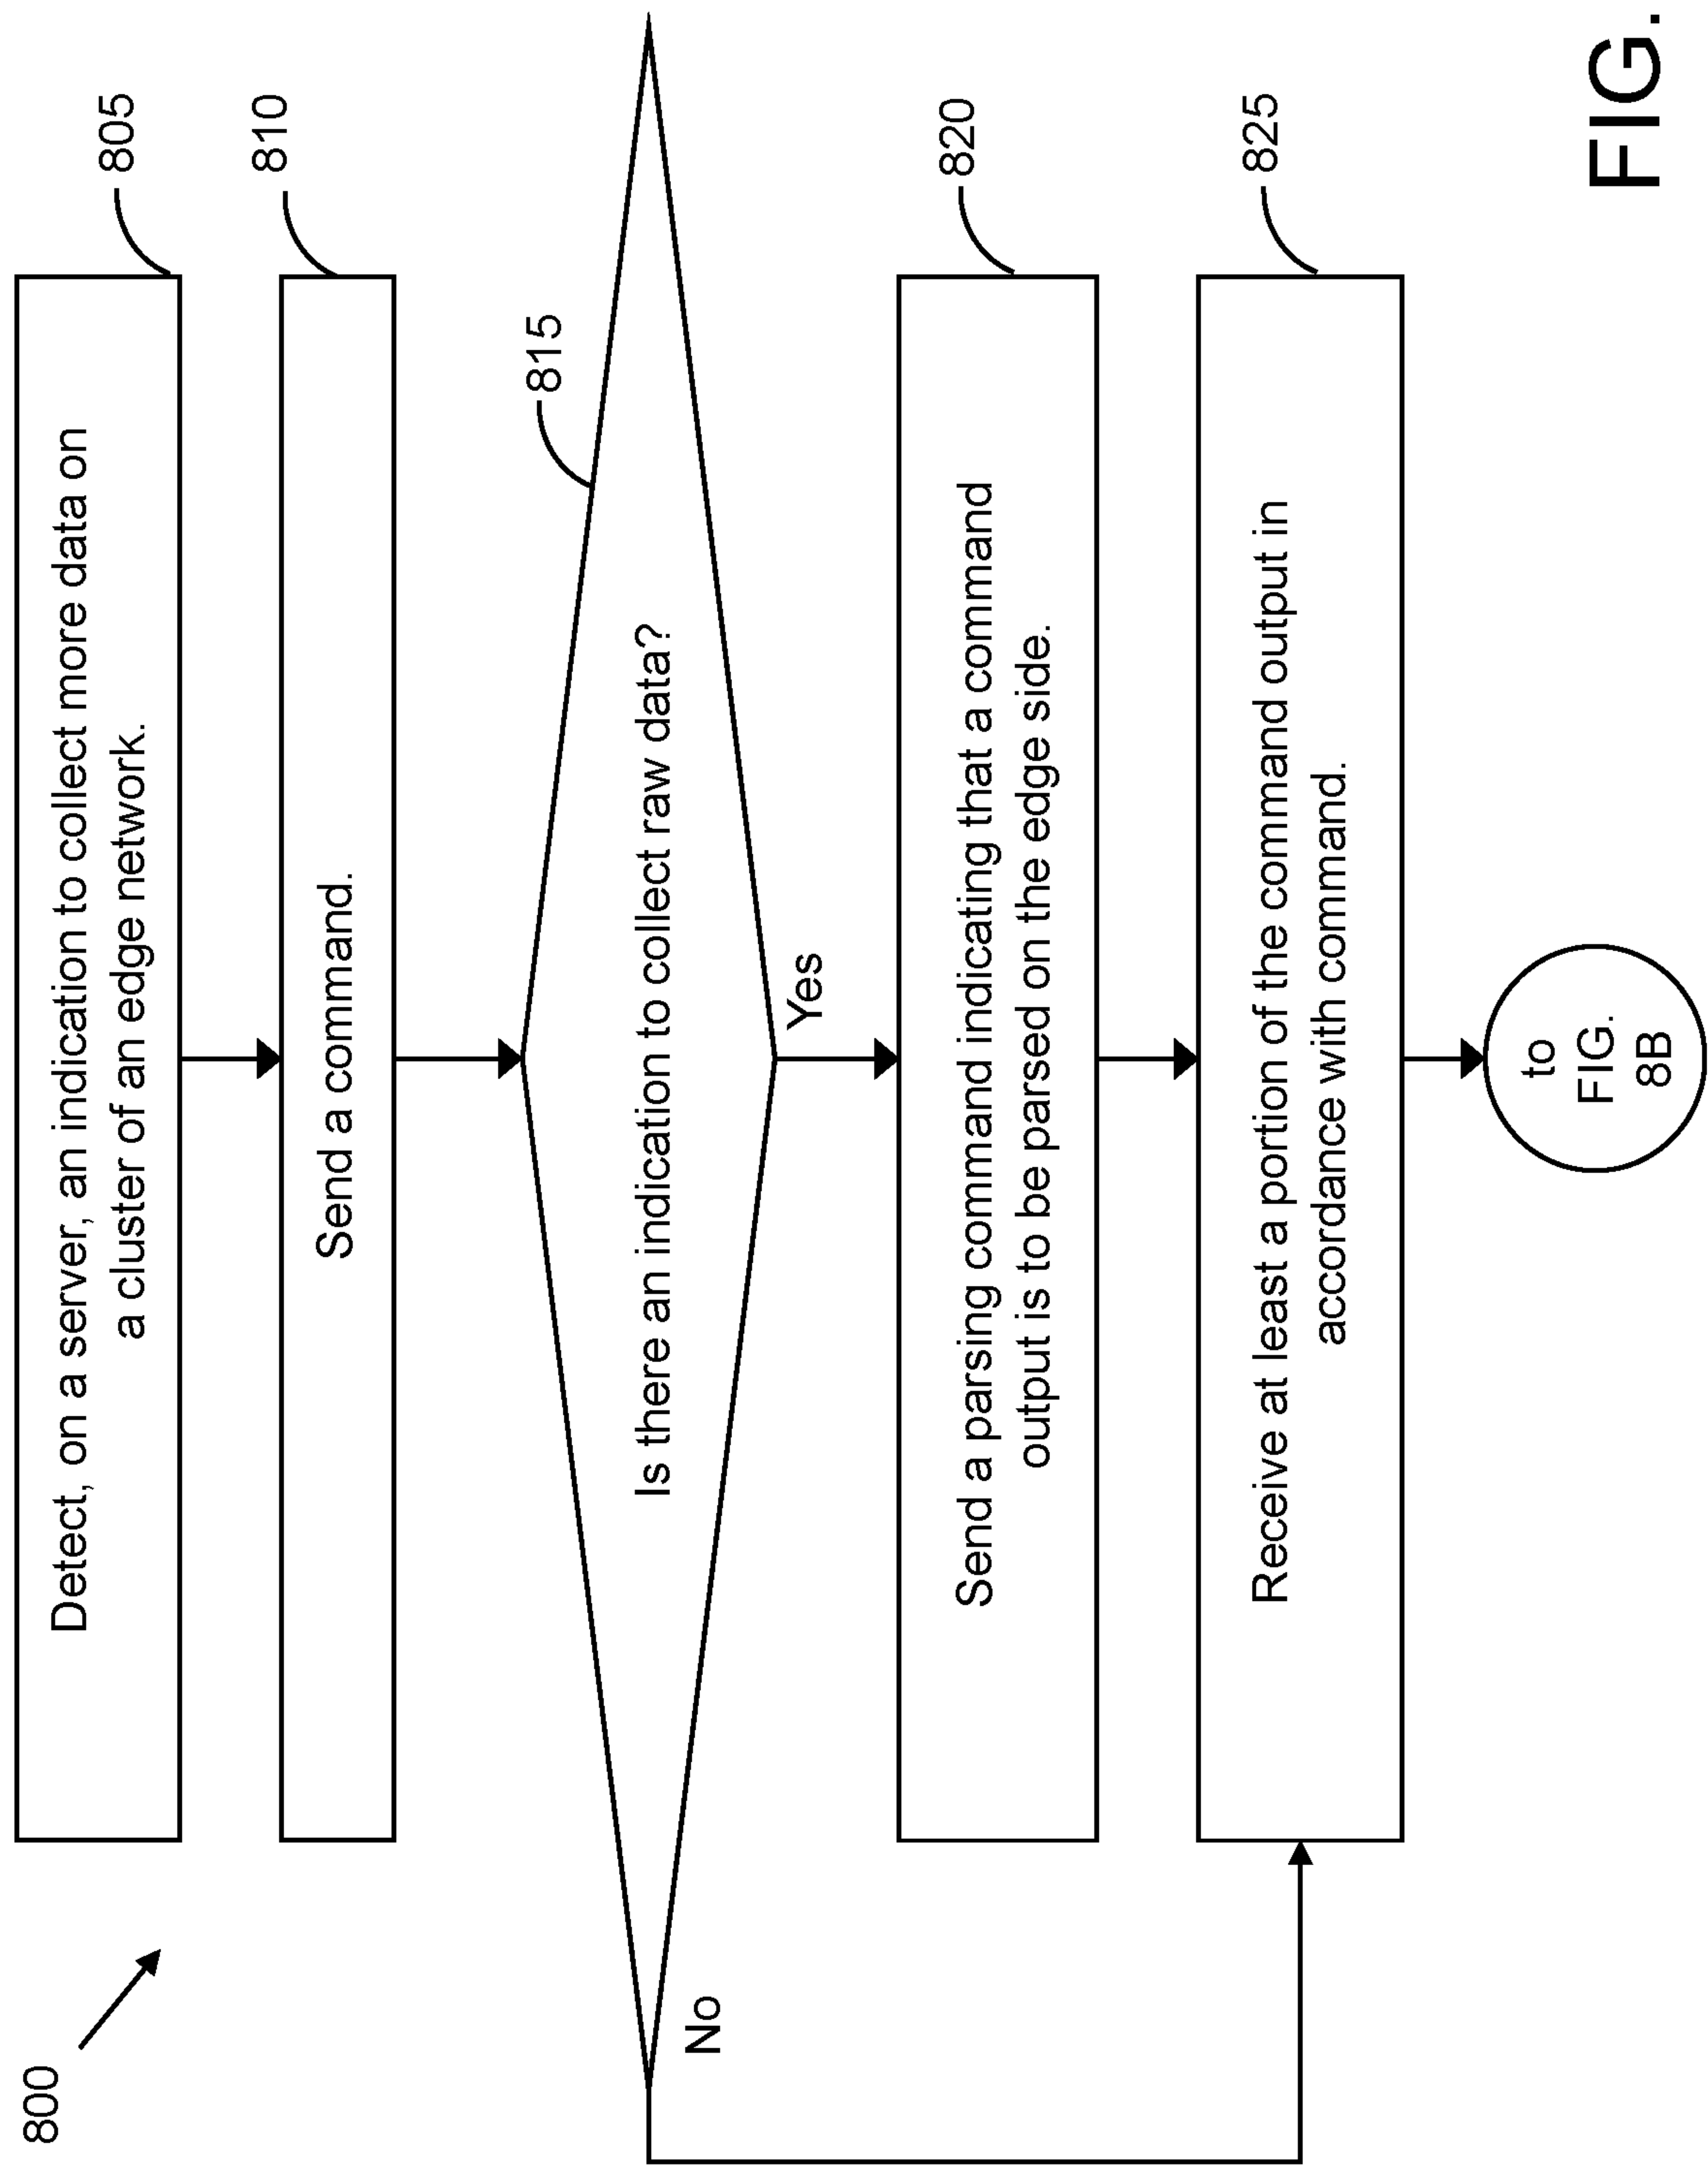 800
Detect, on a server, an indication to collect more data on
a cluster of an edge network.
805
Send a command.
810
815
Is there an indication to collect raw data?
No
Yes
Send a parsing command indicating that a command
output is to be parsed on the edge side.
820
Receive at least a portion of the command output in
accordance with command.
825
to
FIG.
8B
FIG.